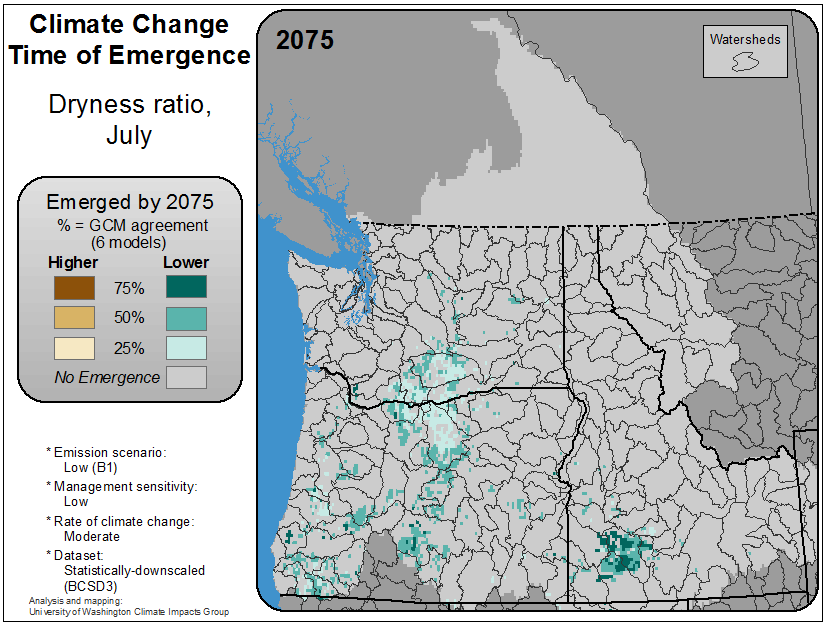 Climate Change
Time of Emergence
Dryness ratio,
July
Emerged by 2075
% = GCM agreement
(6 models)
Higher Lower
75%
50%
25%
No Emergence
* Emission scenario:
Low (B1)
* Management sensitivity:
Low
* Rate of climate change:
Moderate
* Dataset:
Statistically-downscaled
(BCSD3)
Analysis and mapping:
University of Washington Climate Impacts Group
2075
Watersheds